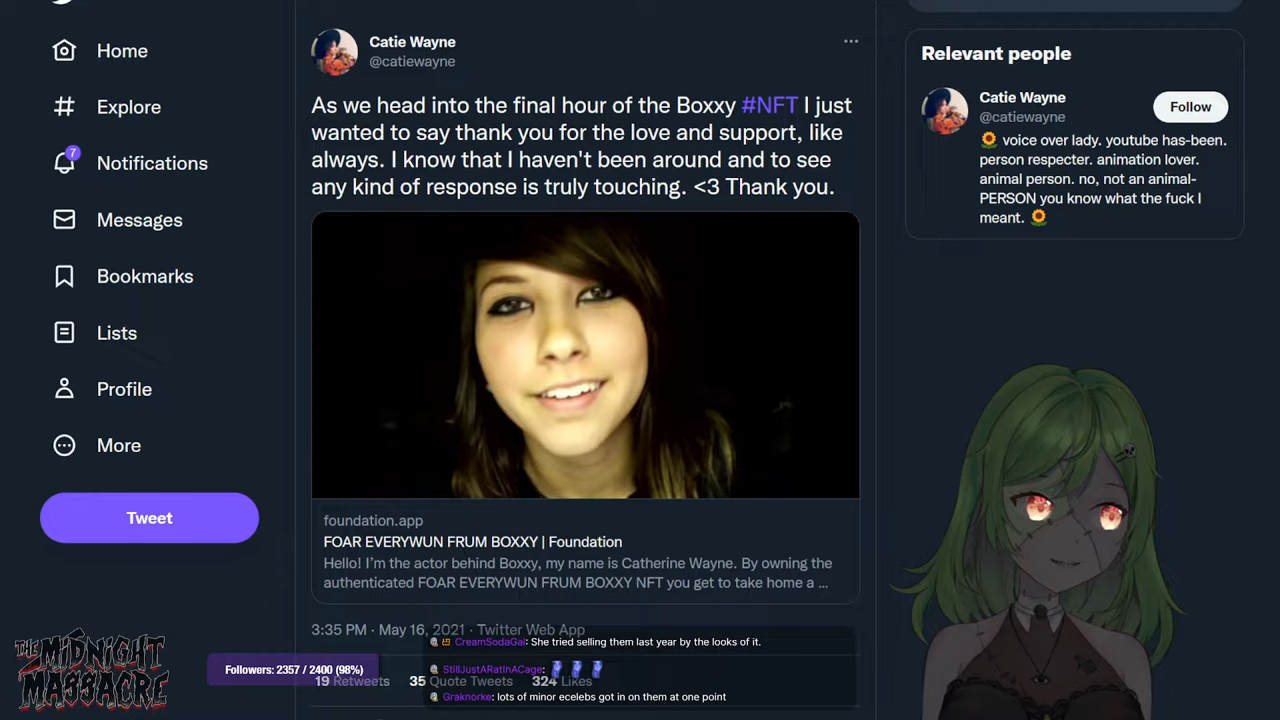 Home
Explore
7
Notifications
Messages
Bookmarks
Lists
Profile
More
Tweet
Catie Wayne
@catiewayne
As we head into the final hour of the Boxxy #NFT I just
wanted to say thank you for the love and support, like
always. I know that I haven't been around and to see
any kind of response is truly touching. <3 Thank you.
foundation.app
FOAR EVERYWUN FRUM BOXXY | Foundation
Hello! I'm the actor behind Boxxy, my name is Catherine Wayne. By owning the
authenticated FOAR EVERYWUN FRUM BOXXY NFT you get to take home a ...
3:35 PM · May 16, 2021 · Twitter Web App
19 Retweets 35 Quote Tweets 324 Likes
Relevant people
Catie Wayne
@catiewayne
Follow
🌻 voice over lady. youtube has-been.
person respecter. animation lover.
animal person. no, not an animal-
PERSON you know what the fuck I
meant. 🌻
THE MIDNIGHT
MASSACRE
Followers: 2357 / 2400 (98%)
CreamSodaGal: She tried selling them last year by the looks of it.
StillJustARatInACage:
Graknorke: lots of minor ecelebs got in on them at one point